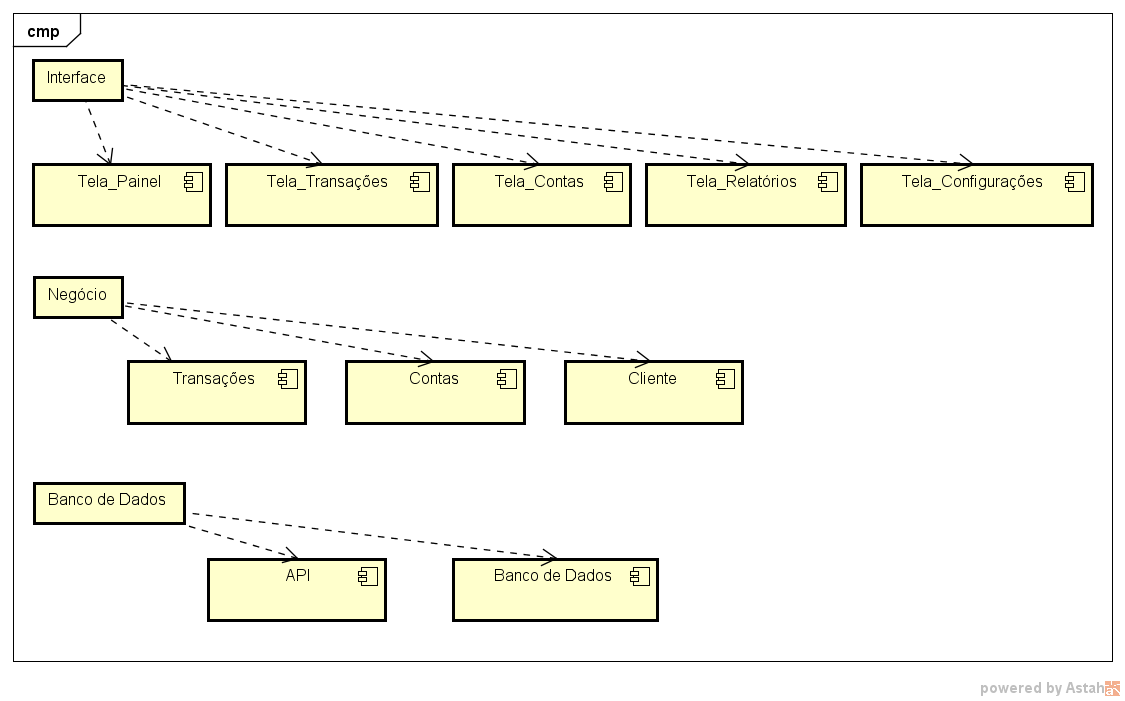 cmp
Interface
Tela_Painel
Tela_Transações
Tela_Contas
Tela_Relatórios
Tela_Configurações
Negócio
Transações
Contas
Cliente
Banco de Dados
API
Banco de Dados
powered by Astah